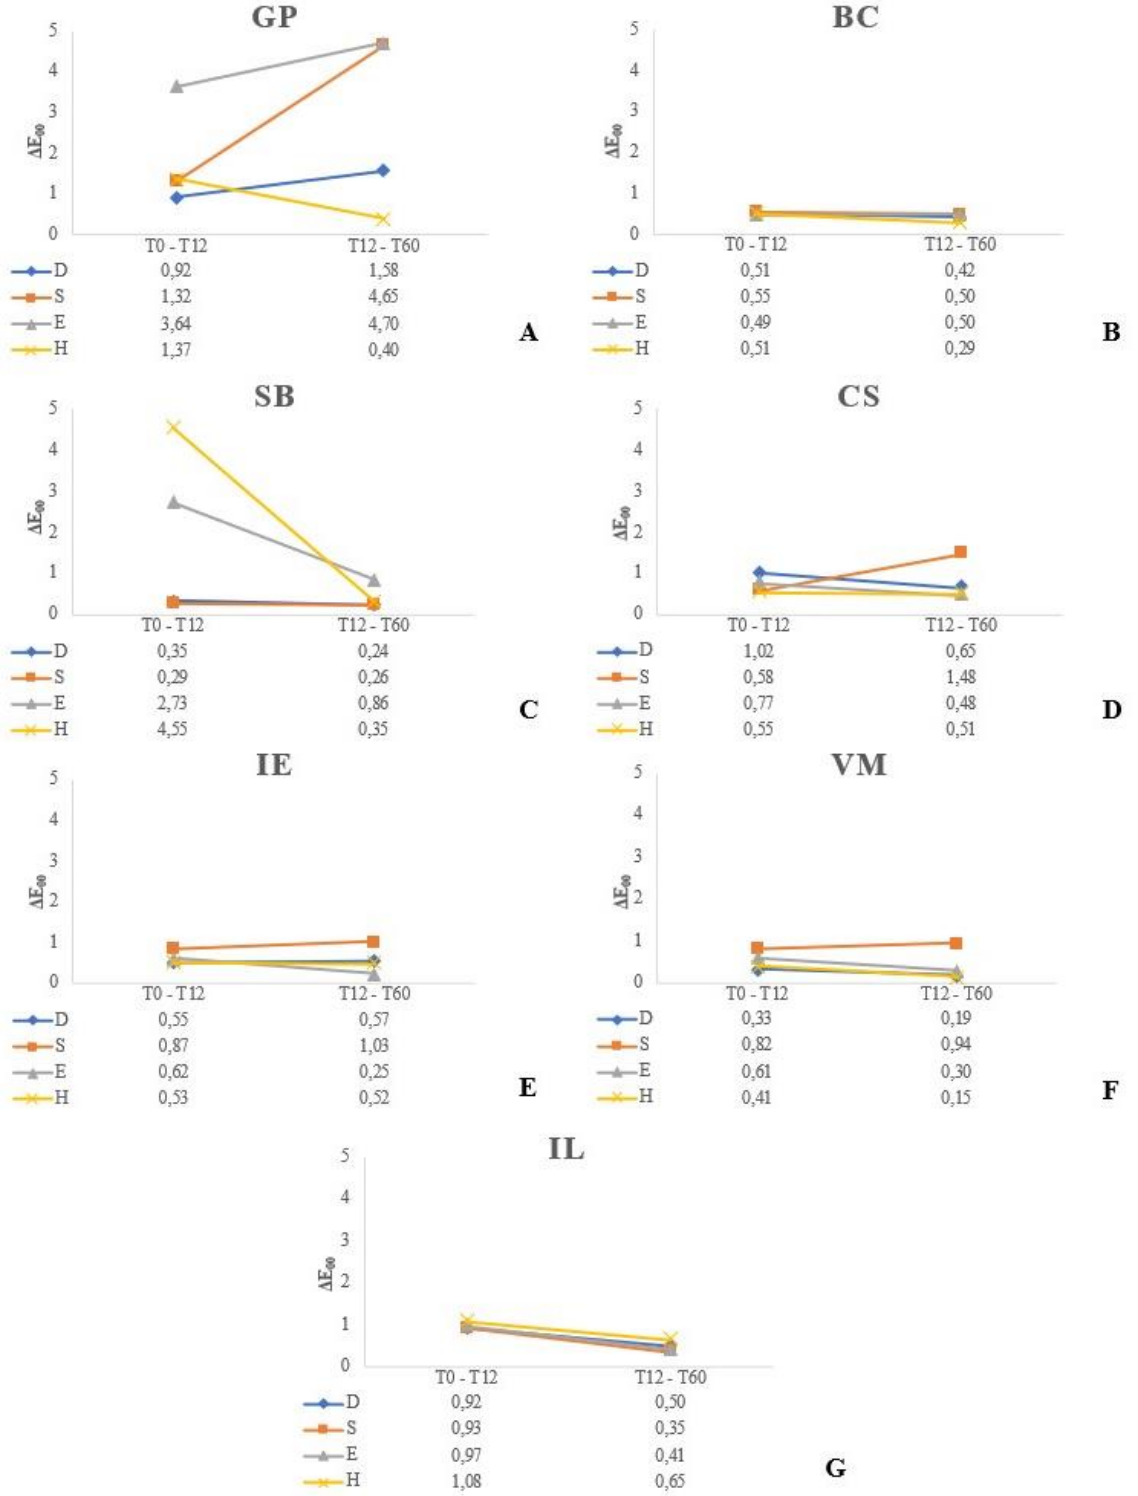 GP
5
4
3
2
1
0
ΔE₀₀
T0 - T12 T12 - T60
D 0,92 1,58
S 1,32 4,65
E 3,64 4,70
H 1,37 0,40
A
BC
5
4
3
2
1
0
ΔE₀₀
T0 - T12 T12 - T60
D 0,51 0,42
S 0,55 0,50
E 0,49 0,50
H 0,51 0,29
B
SB
5
4
3
2
1
0
ΔE₀₀
T0 - T12 T12 - T60
D 0,35 0,24
S 0,29 0,26
E 2,73 0,86
H 4,55 0,35
C
CS
5
4
3
2
1
0
ΔE₀₀
T0 - T12 T12 - T60
D 1,02 0,65
S 0,58 1,48
E 0,77 0,48
H 0,55 0,51
D
IE
5
4
3
2
1
0
ΔE₀₀
T0 - T12 T12 - T60
D 0,55 0,57
S 0,87 1,03
E 0,62 0,25
H 0,53 0,52
E
VM
5
4
3
2
1
0
ΔE₀₀
T0 - T12 T12 - T60
D 0,33 0,19
S 0,82 0,94
E 0,61 0,30
H 0,41 0,15
F
IL
5
4
3
2
1
0
ΔE₀₀
T0 - T12 T12 - T60
D 0,92 0,50
S 0,93 0,35
E 0,97 0,41
H 1,08 0,65
G